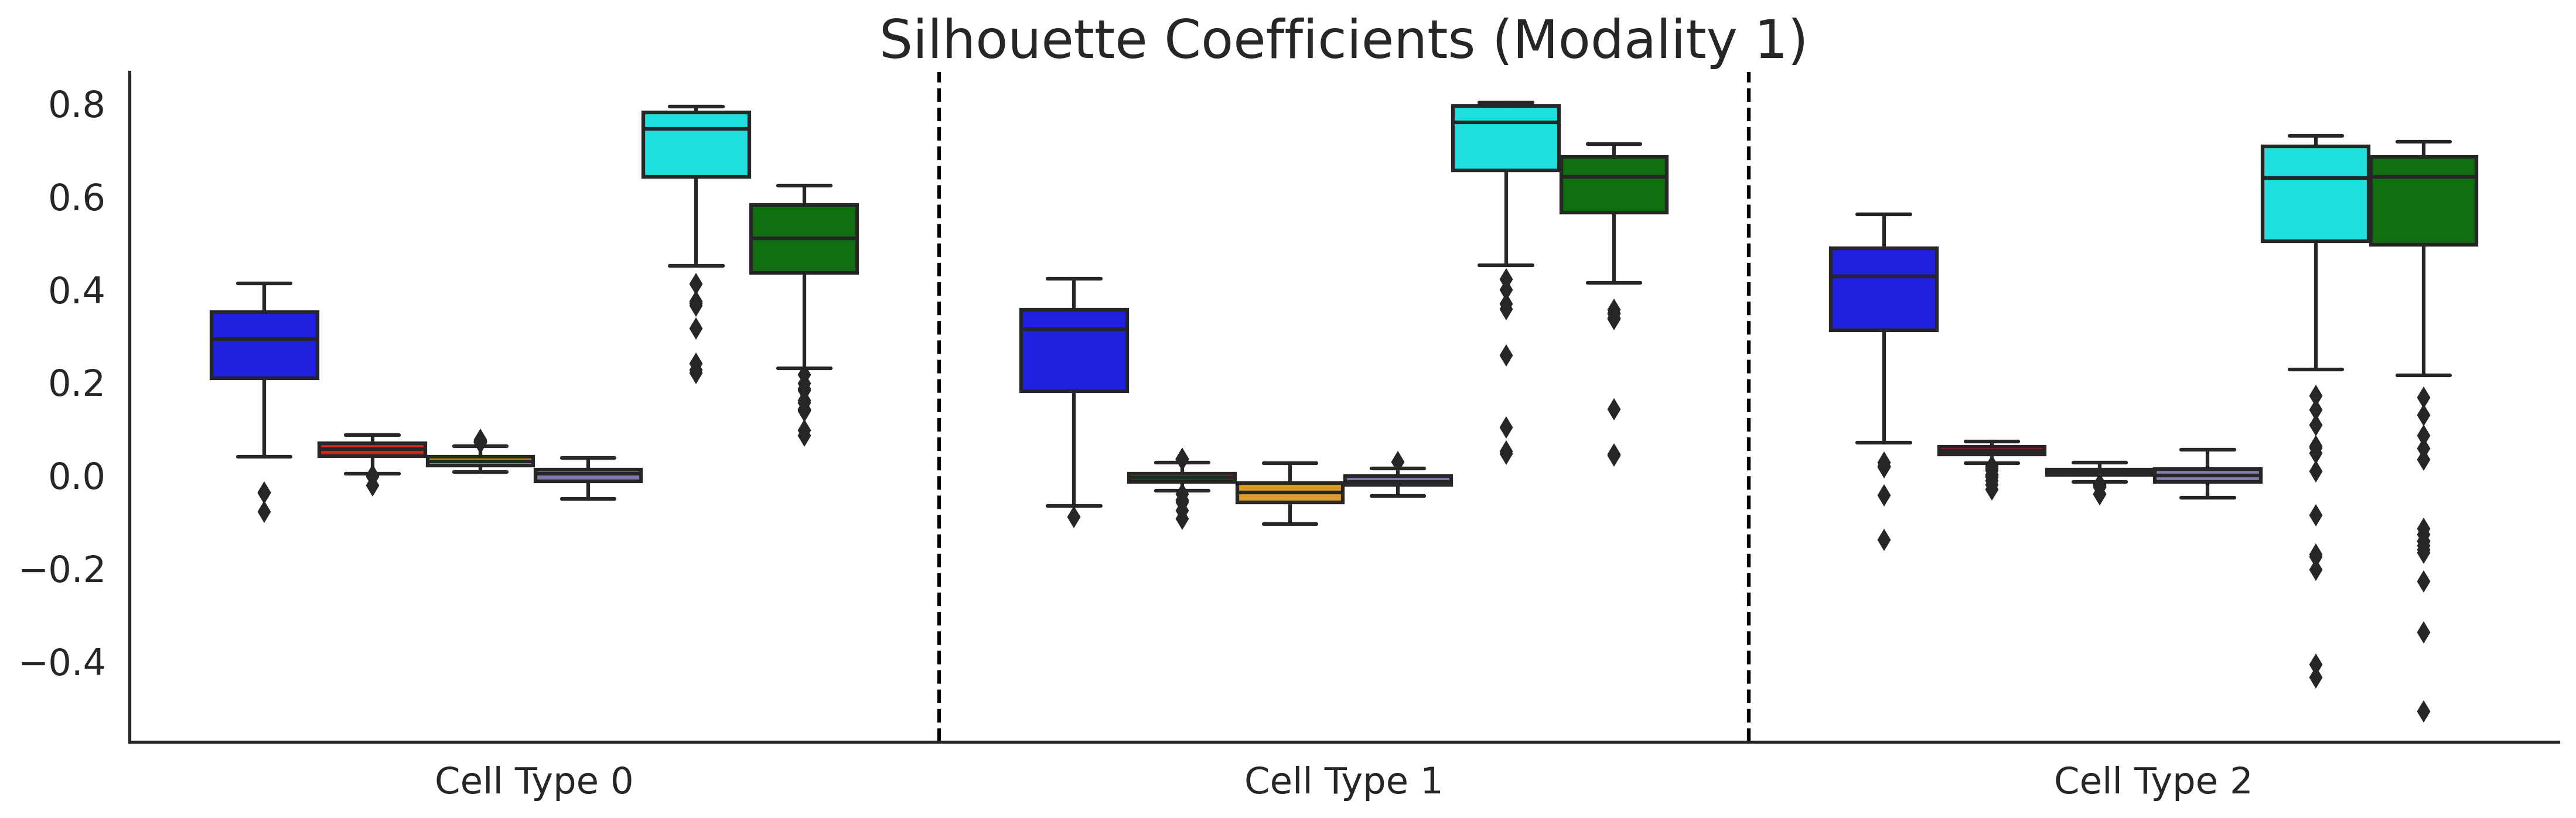 Silhouette Coefficients (Modality 1)
0.8
0.6
0.4
0.2
0.0
−0.2
−0.4
Cell Type 0
Cell Type 1
Cell Type 2